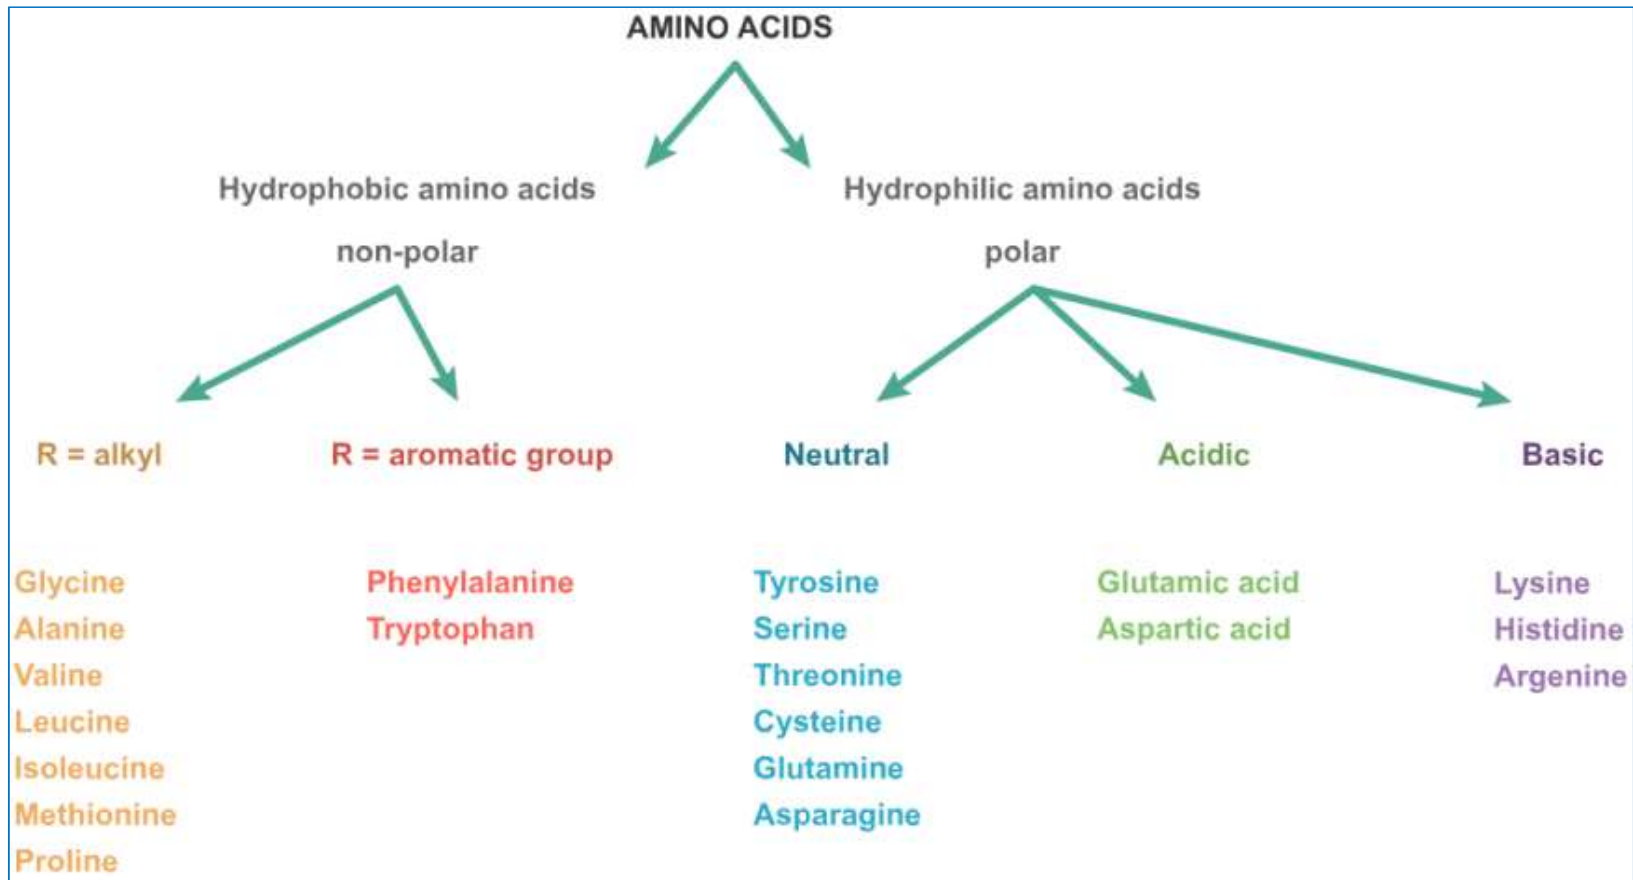 AMINO ACIDS
Hydrophobic amino acids
non-polar
Hydrophilic amino acids
polar
R = alkyl
R = aromatic group
Neutral
Acidic
Basic
Glycine
Alanine
Valine
Leucine
Isoleucine
Methionine
Proline
Phenylalanine
Tryptophan
Tyrosine
Serine
Threonine
Cysteine
Glutamine
Asparagine
Glutamic acid
Aspartic acid
Lysine
Histidine
Argenine